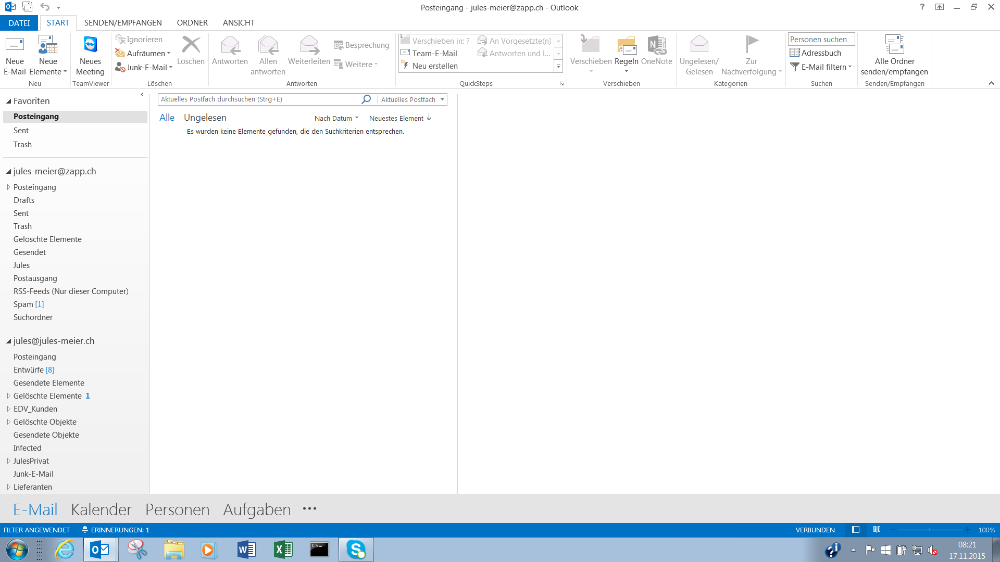 Posteingang - jules-meier@zapp.ch - Outlook
?
DATEI START SENDEN/EMPFANGEN ORDNER ANSICHT
Neue E-Mail
Neue Elemente
Neu
Neues Meeting
TeamViewer
Ignorieren
Aufräumen
Junk-E-Mail
Löschen
Löschen
Antworten
Allen antworten
Weiterleiten
Besprechung
Weitere
Antworten
Verschieben in: ?
Team-E-Mail
Neu erstellen
An Vorgesetzte(n)
Antworten und l...
QuickSteps
Verschieben
Regeln
OneNote
Verschieben
Ungelesen/ Gelesen
Zur Nachverfolgung
Kategorien
Personen suchen
Adressbuch
E-Mail filtern
Suchen
Alle Ordner senden/empfangen
Senden/Empfangen
Favoriten
Posteingang
Sent
Trash
jules-meier@zapp.ch
Posteingang
Drafts
Sent
Trash
Gelöschte Elemente
Gesendet
Jules
Postausgang
RSS-Feeds (Nur dieser Computer)
Spam [1]
Suchordner
jules@jules-meier.ch
Posteingang
Entwürfe [8]
Gesendete Elemente
Gelöschte Elemente 1
EDV_Kunden
Gelöschte Objekte
Gesendete Objekte
Infected
JulesPrivat
Junk-E-Mail
Lieferanten
Aktuelles Postfach durchsuchen (Strg+E)
Aktuelles Postfach
Alle Ungelesen
Nach Datum Neuestes Element
Es wurden keine Elemente gefunden, die den Suchkriterien entsprechen.
E-Mail Kalender Personen Aufgaben •••
FILTER ANGEWENDET ERINNERUNGEN: 1
VERBUNDEN
100%
08:21
17.11.2015